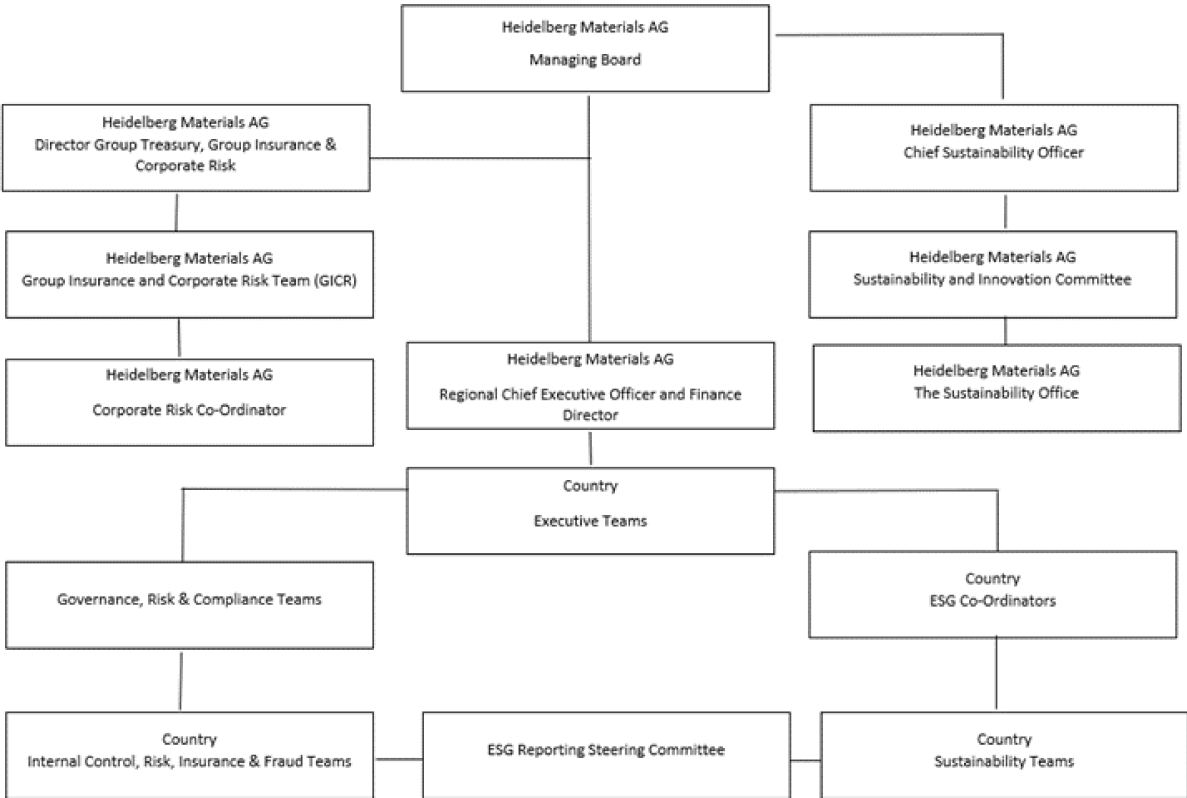 Heidelberg Materials AG
Managing Board
Heidelberg Materials AG
Director Group Treasury, Group Insurance &
Corporate Risk
Heidelberg Materials AG
Chief Sustainability Officer
Heidelberg Materials AG
Group Insurance and Corporate Risk Team (GICR)
Heidelberg Materials AG
Sustainability and Innovation Committee
Heidelberg Materials AG
Corporate Risk Co-Ordinator
Heidelberg Materials AG
Regional Chief Executive Officer and Finance
Director
Heidelberg Materials AG
The Sustainability Office
Country
Executive Teams
Governance, Risk & Compliance Teams
Country
ESG Co-Ordinators
Country
Internal Control, Risk, Insurance & Fraud Teams
ESG Reporting Steering Committee
Country
Sustainability Teams